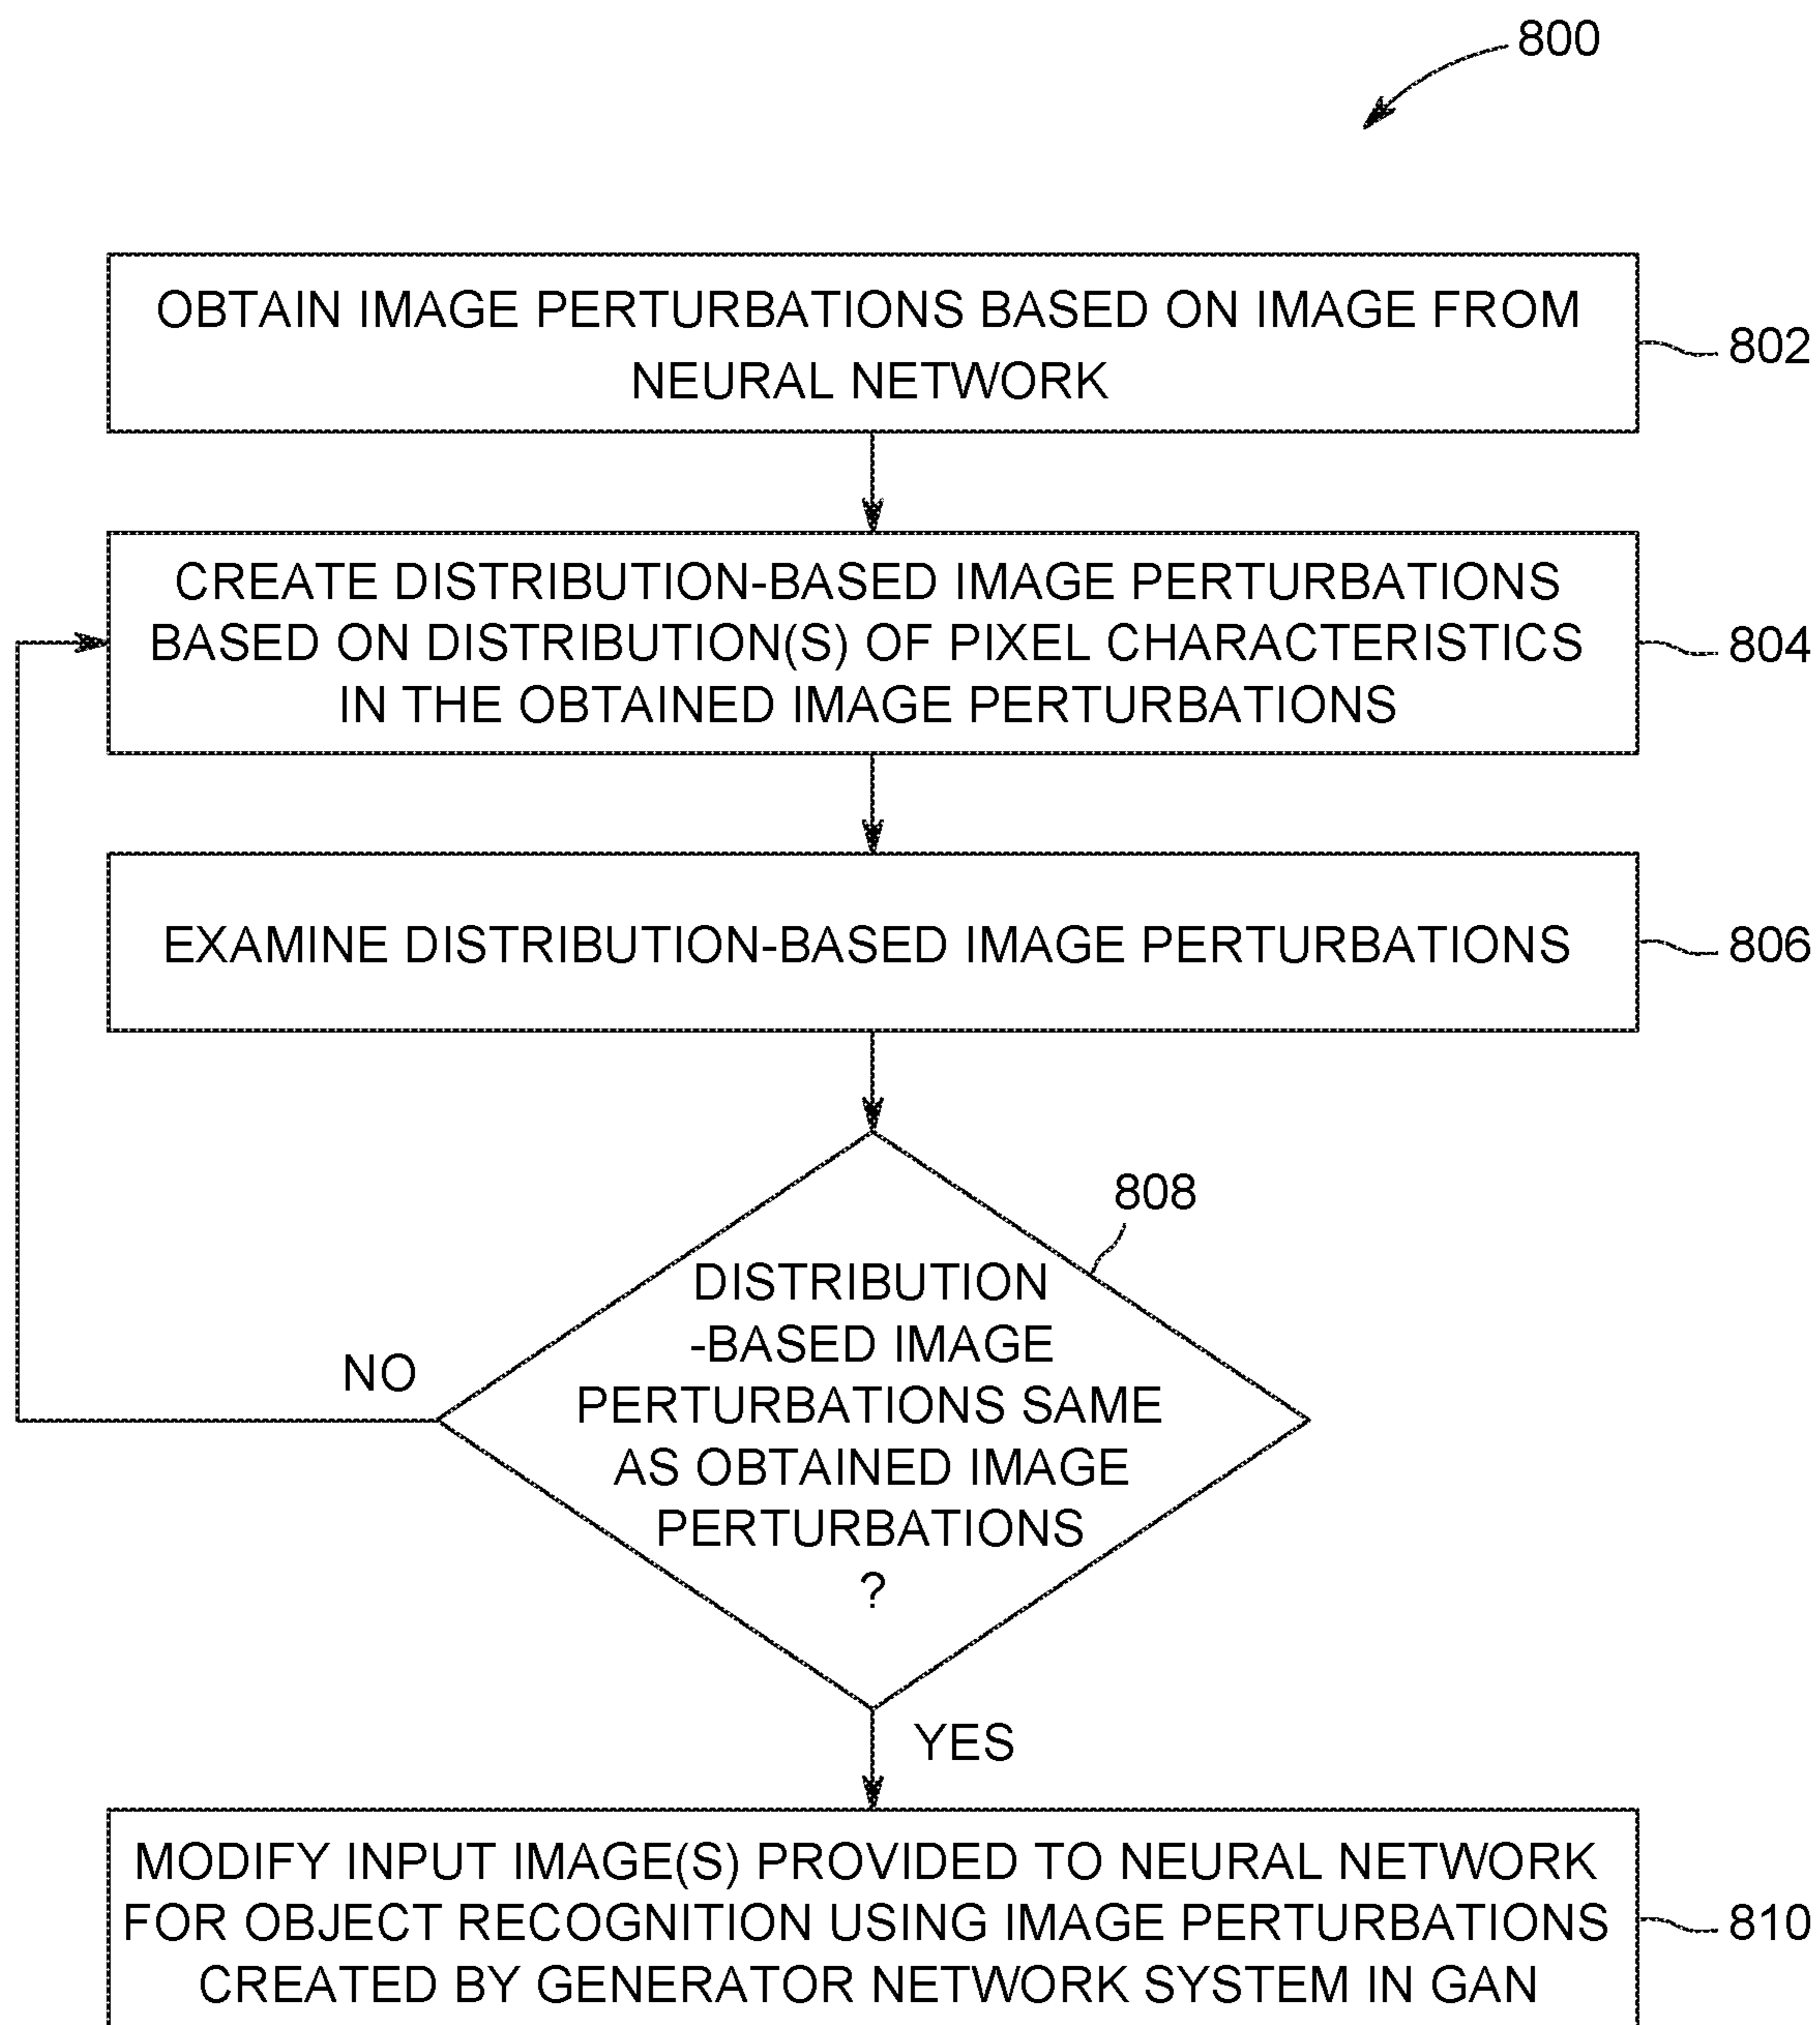 800
OBTAIN IMAGE PERTURBATIONS BASED ON IMAGE FROM
NEURAL NETWORK
802
CREATE DISTRIBUTION-BASED IMAGE PERTURBATIONS
BASED ON DISTRIBUTION(S) OF PIXEL CHARACTERISTICS
IN THE OBTAINED IMAGE PERTURBATIONS
804
EXAMINE DISTRIBUTION-BASED IMAGE PERTURBATIONS
806
808
DISTRIBUTION
-BASED IMAGE
PERTURBATIONS SAME
AS OBTAINED IMAGE
PERTURBATIONS
?
NO
YES
MODIFY INPUT IMAGE(S) PROVIDED TO NEURAL NETWORK
FOR OBJECT RECOGNITION USING IMAGE PERTURBATIONS
CREATED BY GENERATOR NETWORK SYSTEM IN GAN
810